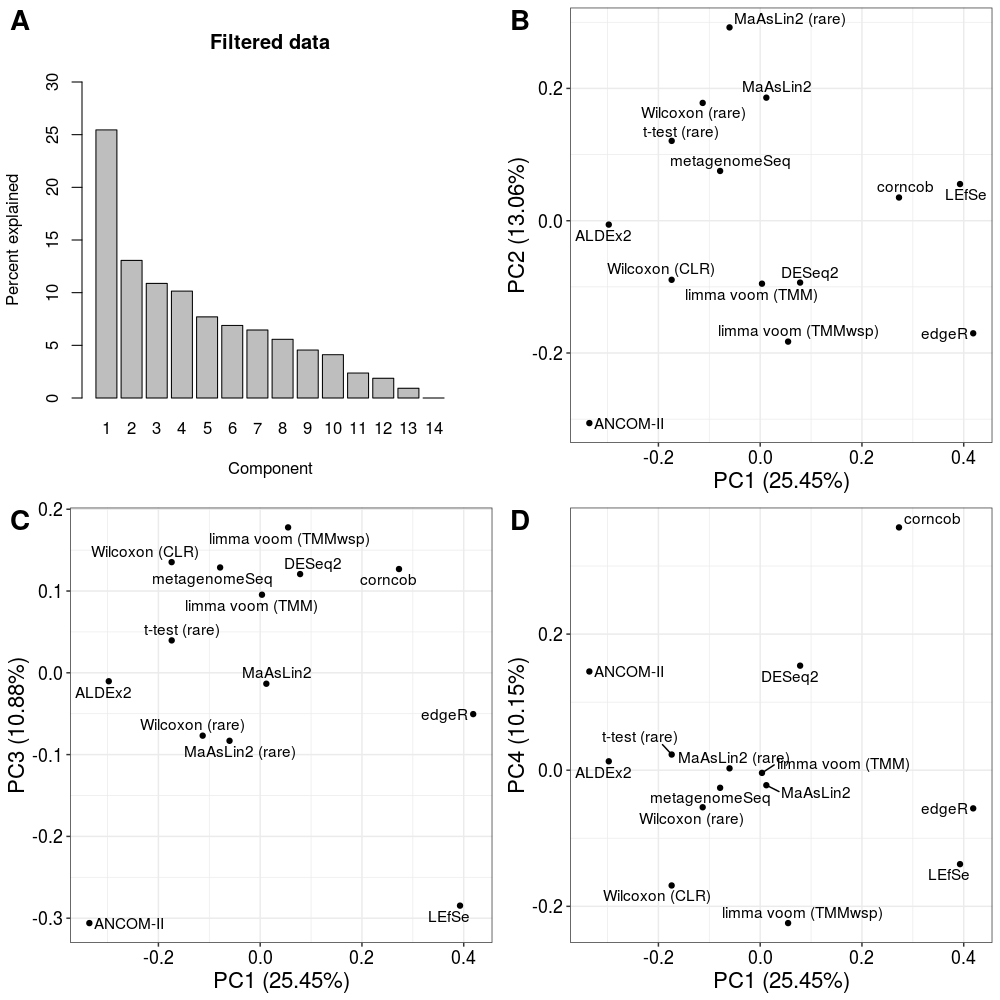 A
Filtered data
Percent explained
30
25
20
15
10
5
0
1 2 3 4 5 6 7 8 9 10 11 12 13 14
Component
B
PC2 (13.06%)
0.2
0.0
-0.2
MaAsLin2 (rare)
MaAsLin2
Wilcoxon (rare)
t-test (rare)
metagenomeSeq
corncob
LEfSe
ALDEx2
Wilcoxon (CLR)
DESeq2
limma voom (TMM)
limma voom (TMMwsp)
edgeR
ANCOM-II
-0.2 0.0 0.2 0.4
PC1 (25.45%)
C
PC3 (10.88%)
0.2
0.1
0.0
-0.1
-0.2
-0.3
limma voom (TMMwsp)
Wilcoxon (CLR)
DESeq2
metagenomeSeq
corncob
limma voom (TMM)
t-test (rare)
MaAsLin2
ALDEx2
edgeR
Wilcoxon (rare)
MaAsLin2 (rare)
LEfSe
ANCOM-II
-0.2 0.0 0.2 0.4
PC1 (25.45%)
D
PC4 (10.15%)
0.2
0.0
-0.2
corncob
ANCOM-II
DESeq2
t-test (rare)
MaAsLin2 (rare)
limma voom (TMM)
ALDEx2
MaAsLin2
metagenomeSeq
edgeR
Wilcoxon (rare)
LEfSe
Wilcoxon (CLR)
limma voom (TMMwsp)
-0.2 0.0 0.2 0.4
PC1 (25.45%)